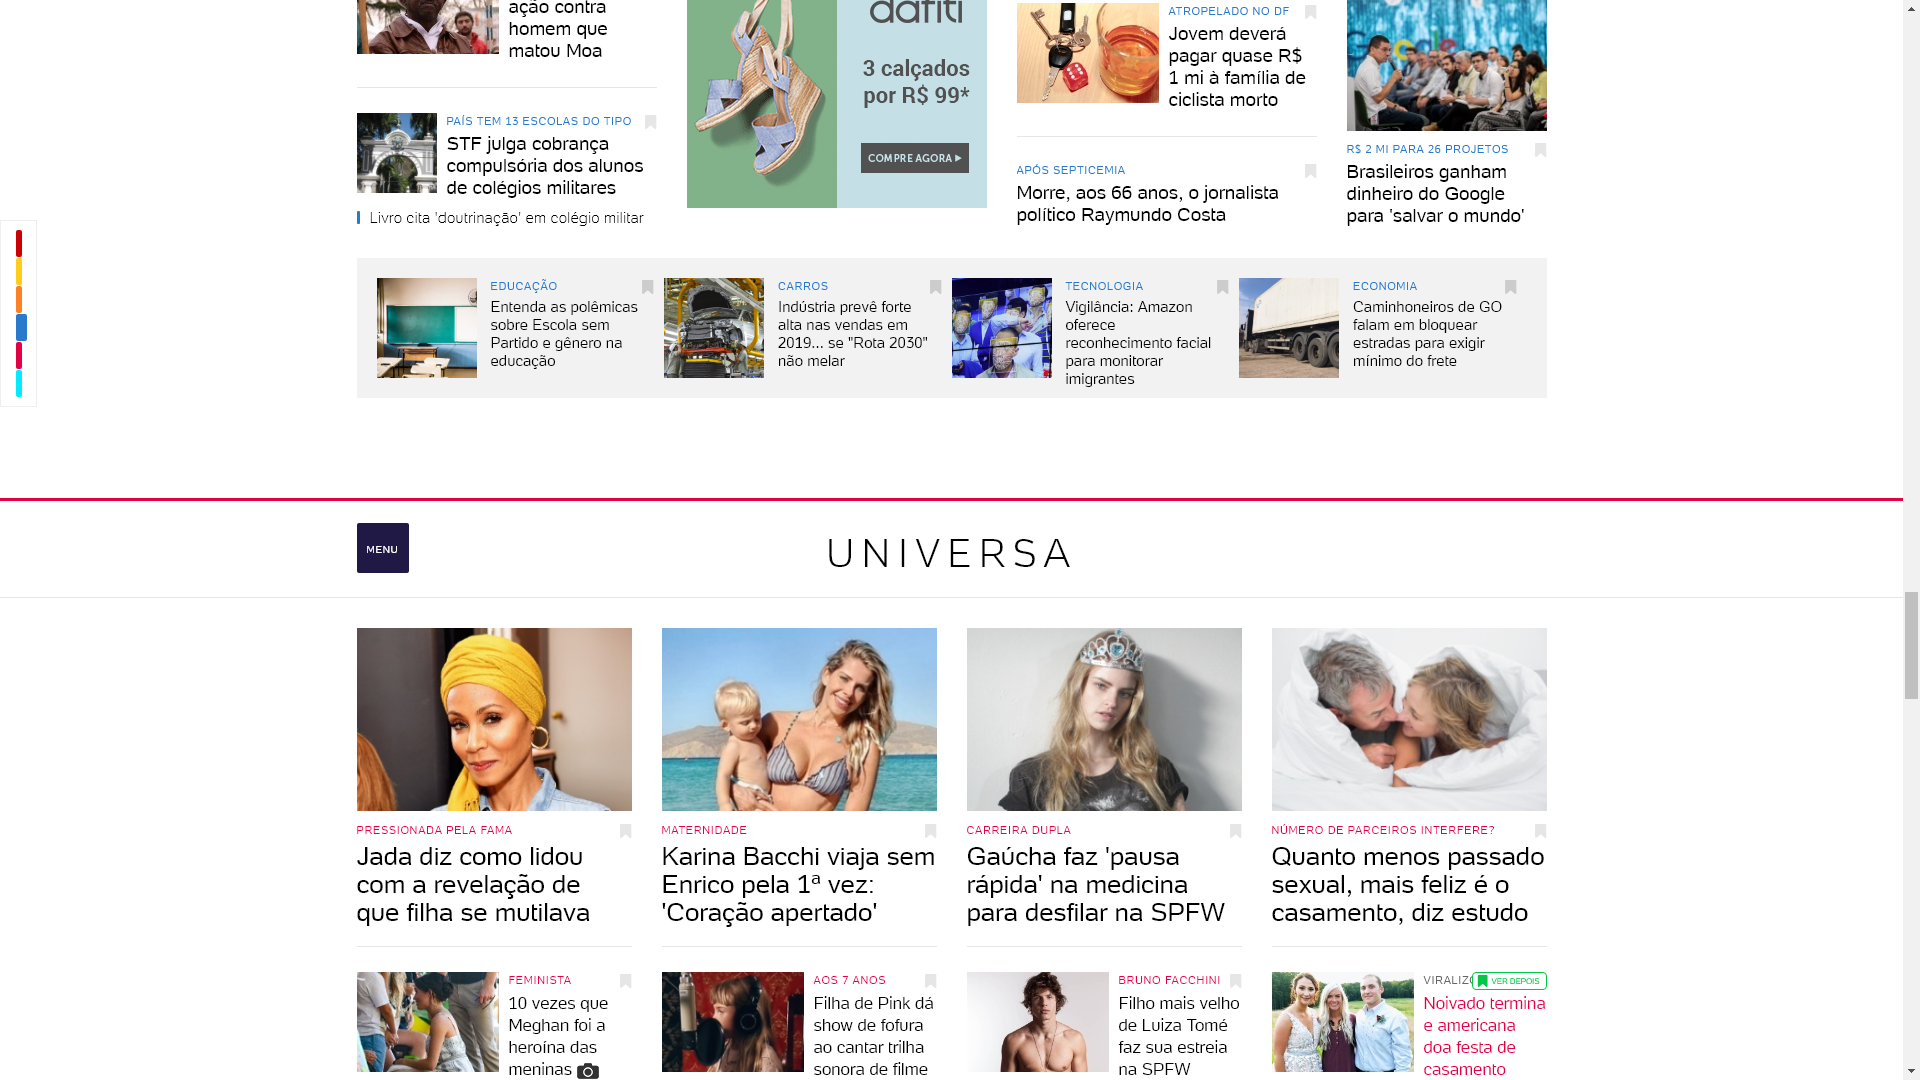 ação contra
homem que
matou Moa
PAÍS TEM 13 ESCOLAS DO TIPO
STF julga cobrança
compulsória dos alunos
de colégios militares
Livro cita 'doutrinação' em colégio militar
dafiti
3 calçados
por R$ 99*
COMPRE AGORA
ATROPELADO NO DF
Jovem deverá
pagar quase R$
1 mi à família de
ciclista morto
APÓS SEPTICEMIA
Morre, aos 66 anos, o jornalista
político Raymundo Costa
Google
R$ 2 MI PARA 26 PROJETOS
Brasileiros ganham
dinheiro do Google
para 'salvar o mundo'
EDUCAÇÃO
Entenda as polêmicas
sobre Escola sem
Partido e gênero na
educação
CARROS
Indústria prevê forte
alta nas vendas em
2019... se "Rota 2030"
não melar
TECNOLOGIA
Vigilância: Amazon
oferece
reconhecimento facial
para monitorar
imigrantes
ECONOMIA
Caminhoneiros de GO
falam em bloquear
estradas para exigir
mínimo do frete
MENU
UNIVERSA
PRESSIONADA PELA FAMA
Jada diz como lidou
com a revelação de
que filha se mutilava
MATERNIDADE
Karina Bacchi viaja sem
Enrico pela 1ª vez:
'Coração apertado'
CARREIRA DUPLA
Gaúcha faz 'pausa
rápida' na medicina
para desfilar na SPFW
NÚMERO DE PARCEIROS INTERFERE?
Quanto menos passado
sexual, mais feliz é o
casamento, diz estudo
FEMINISTA
10 vezes que
Meghan foi a
heroína das
meninas
AOS 7 ANOS
Filha de Pink dá
show de fofura
ao cantar trilha
sonora de filme
BRUNO FACCHINI
Filho mais velho
de Luiza Tomé
faz sua estreia
na SPFW
VER DEPOIS
Noivado termina
e americana
doa festa de
casamento